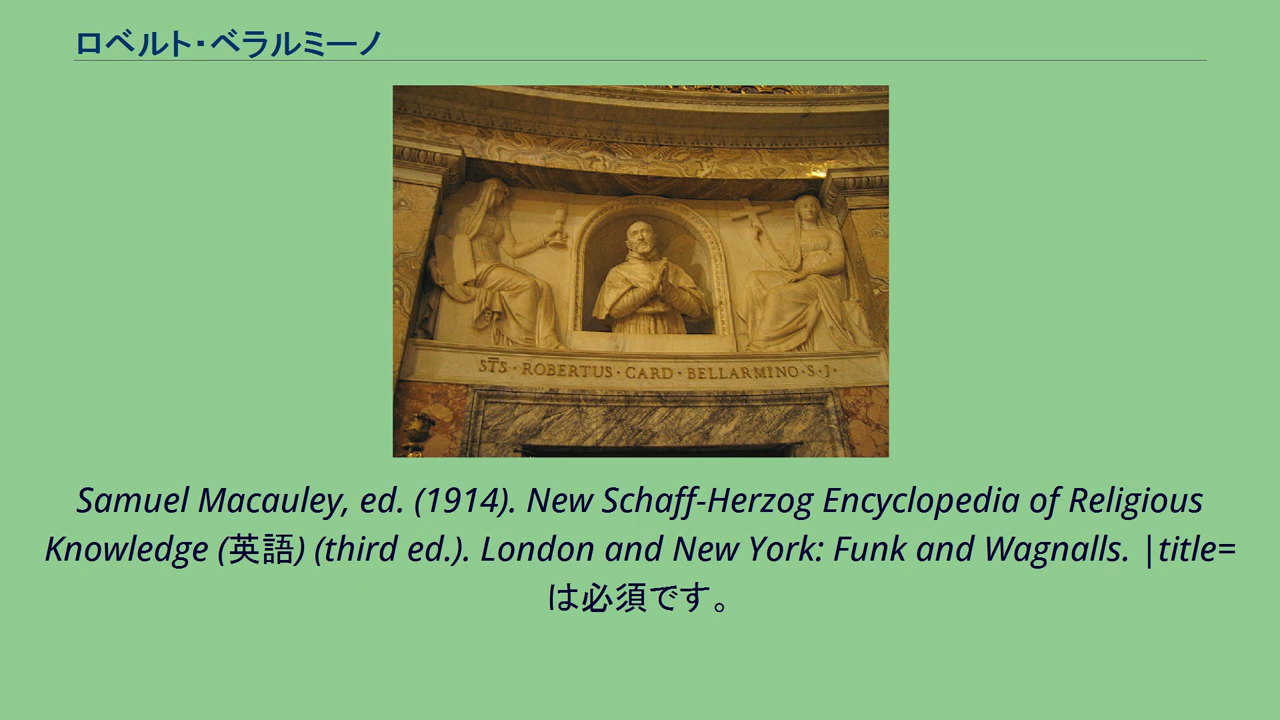 ロベルト・ベラルミーノ
STS · ROBERTUS · CARD · BELLARMINO · S · J ·
Samuel Macauley, ed. (1914). New Schaff-Herzog Encyclopedia of Religious
Knowledge (英語) (third ed.). London and New York: Funk and Wagnalls. |title=
は必須です。